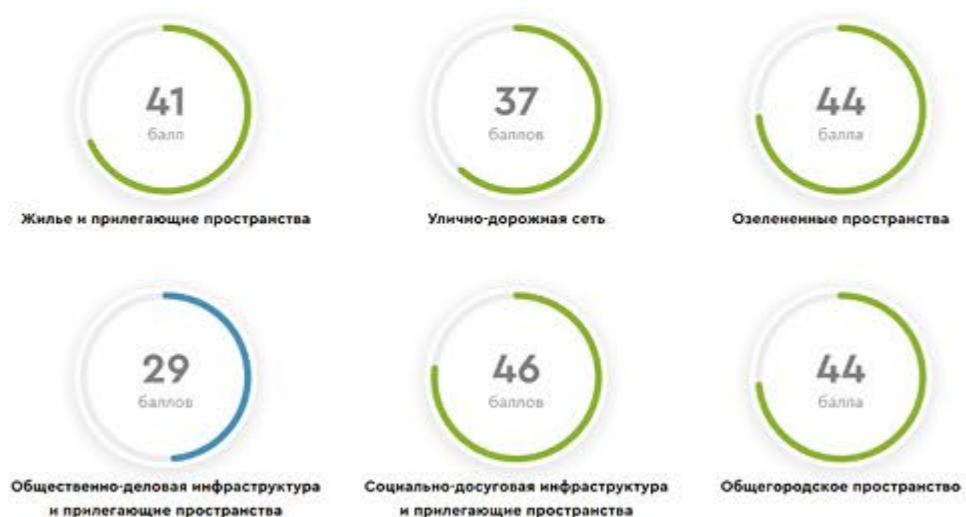 41
балл
Жилье и прилегающие пространства
37
баллов
Улично-дорожная сеть
44
балла
Озелененные пространства
29
баллов
Общественно-деловая инфраструктура
и прилегающие пространства
46
баллов
Социально-досуговая инфраструктура
и прилегающие пространства
44
балла
Общегородское пространство